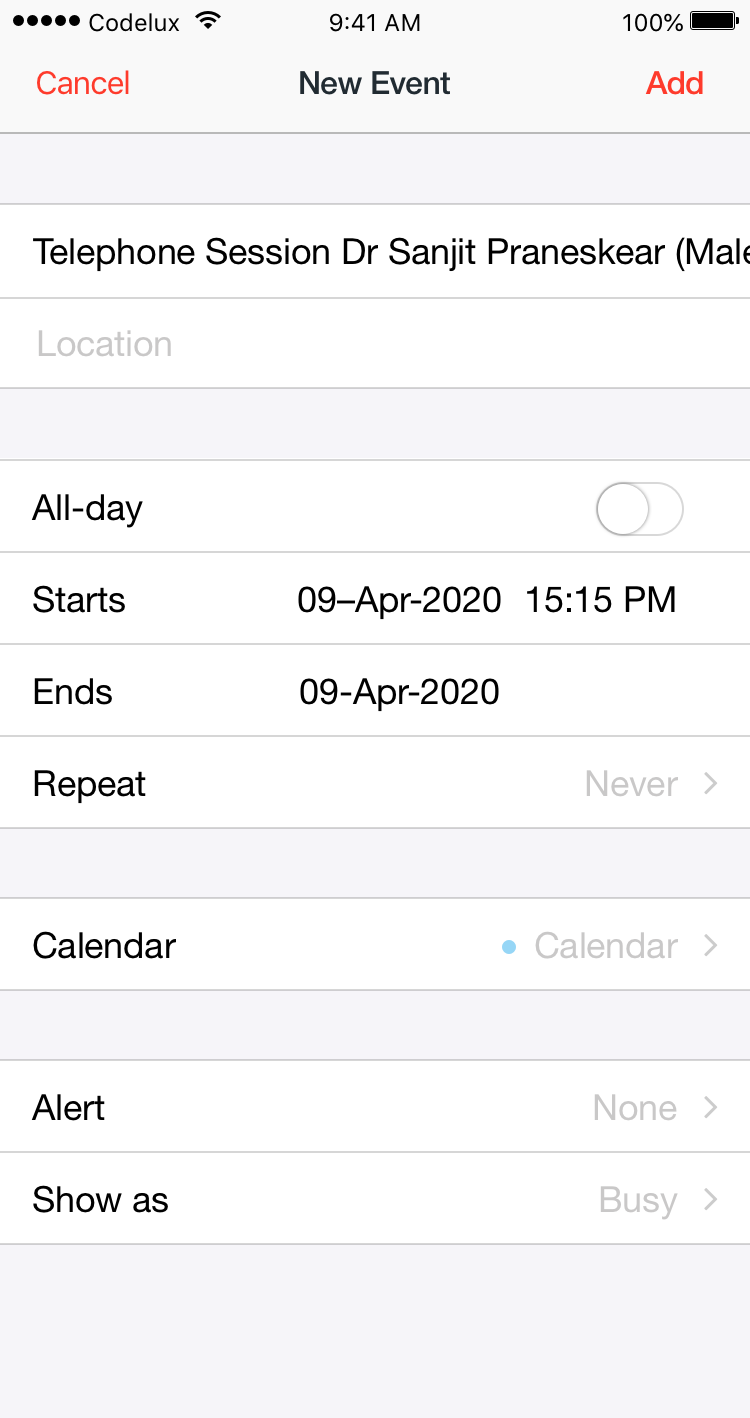 Codelux 9:41 AM 100%
Cancel New Event Add
Telephone Session Dr Sanjit Praneskear (Male
Location
All-day
Starts 09–Apr-2020 15:15 PM
Ends 09-Apr-2020
Repeat Never
Calendar Calendar
Alert None
Show as Busy